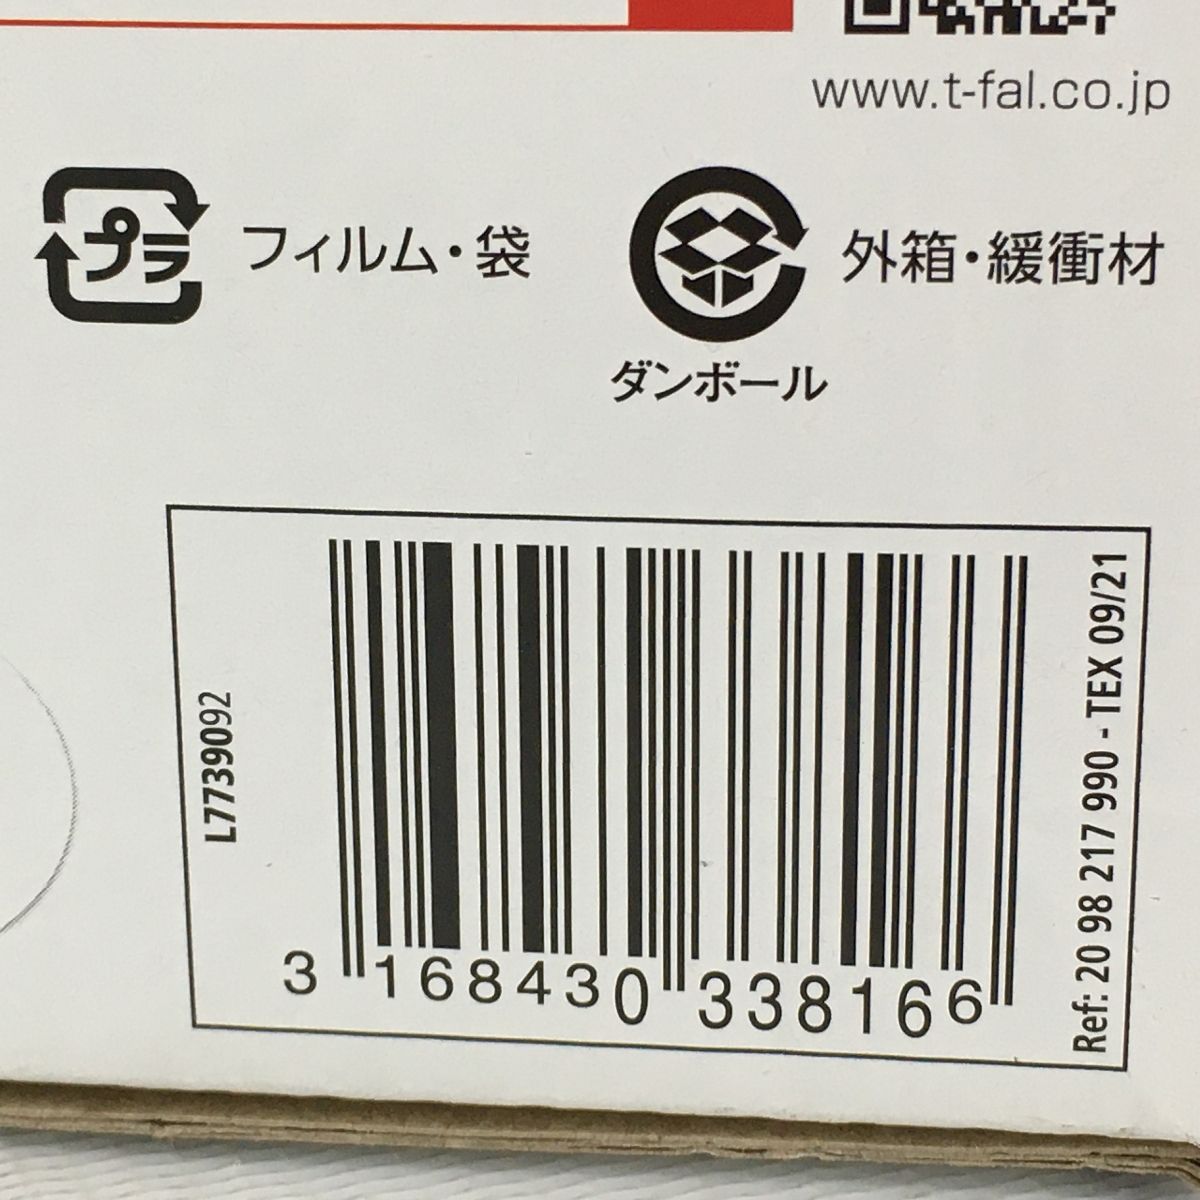 www.t-fal.co.jp
プラ
フィルム・袋
外箱・緩衝材
ダンボール
L7739092
3 168430 338166
Ref: 20 98 217 990 - TEX 09/21